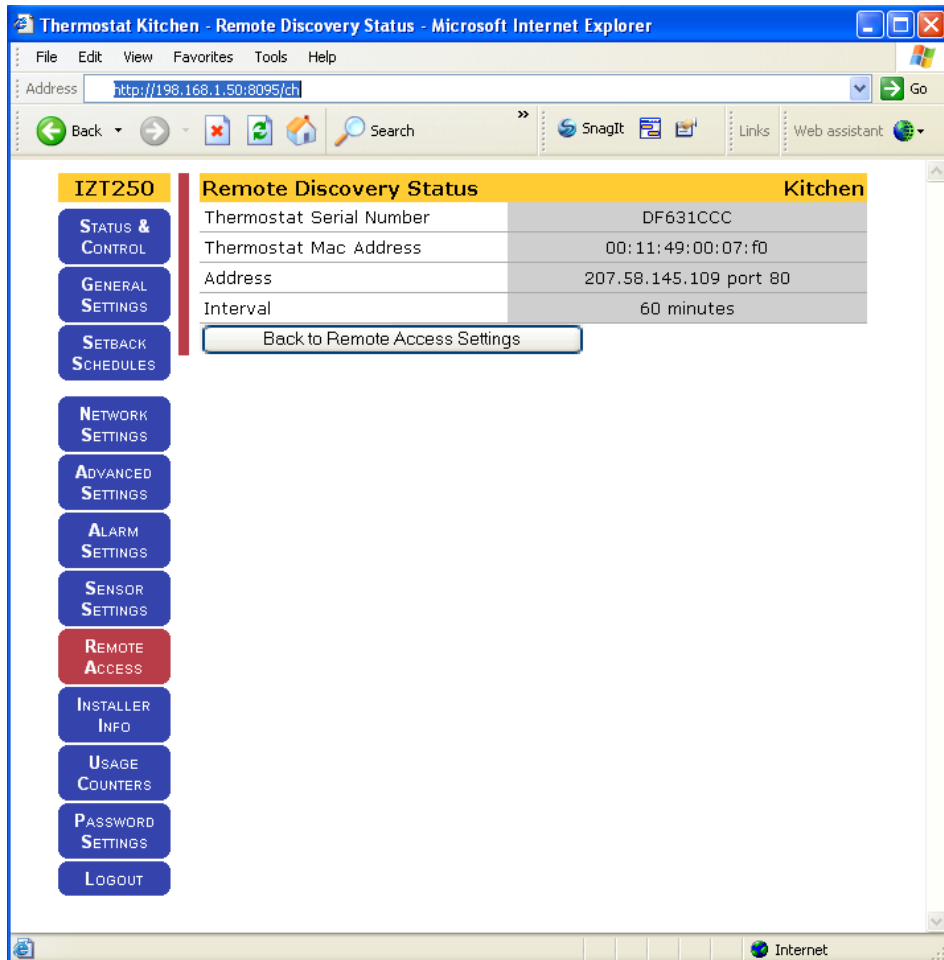 Thermostat Kitchen - Remote Discovery Status - Microsoft Internet Explorer
File Edit View Favorites Tools Help
Address http://198.168.1.50:8095/ch Go
Back Search » SnagIt Links Web assistant
IZT250
STATUS &
CONTROL
GENERAL
SETTINGS
SETBACK
SCHEDULES
NETWORK
SETTINGS
ADVANCED
SETTINGS
ALARM
SETTINGS
SENSOR
SETTINGS
REMOTE
ACCESS
INSTALLER
INFO
USAGE
COUNTERS
PASSWORD
SETTINGS
LOGOUT
Remote Discovery Status Kitchen
Thermostat Serial Number DF631CCC
Thermostat Mac Address 00:11:49:00:07:f0
Address 207.58.145.109 port 80
Interval 60 minutes
Back to Remote Access Settings
Internet